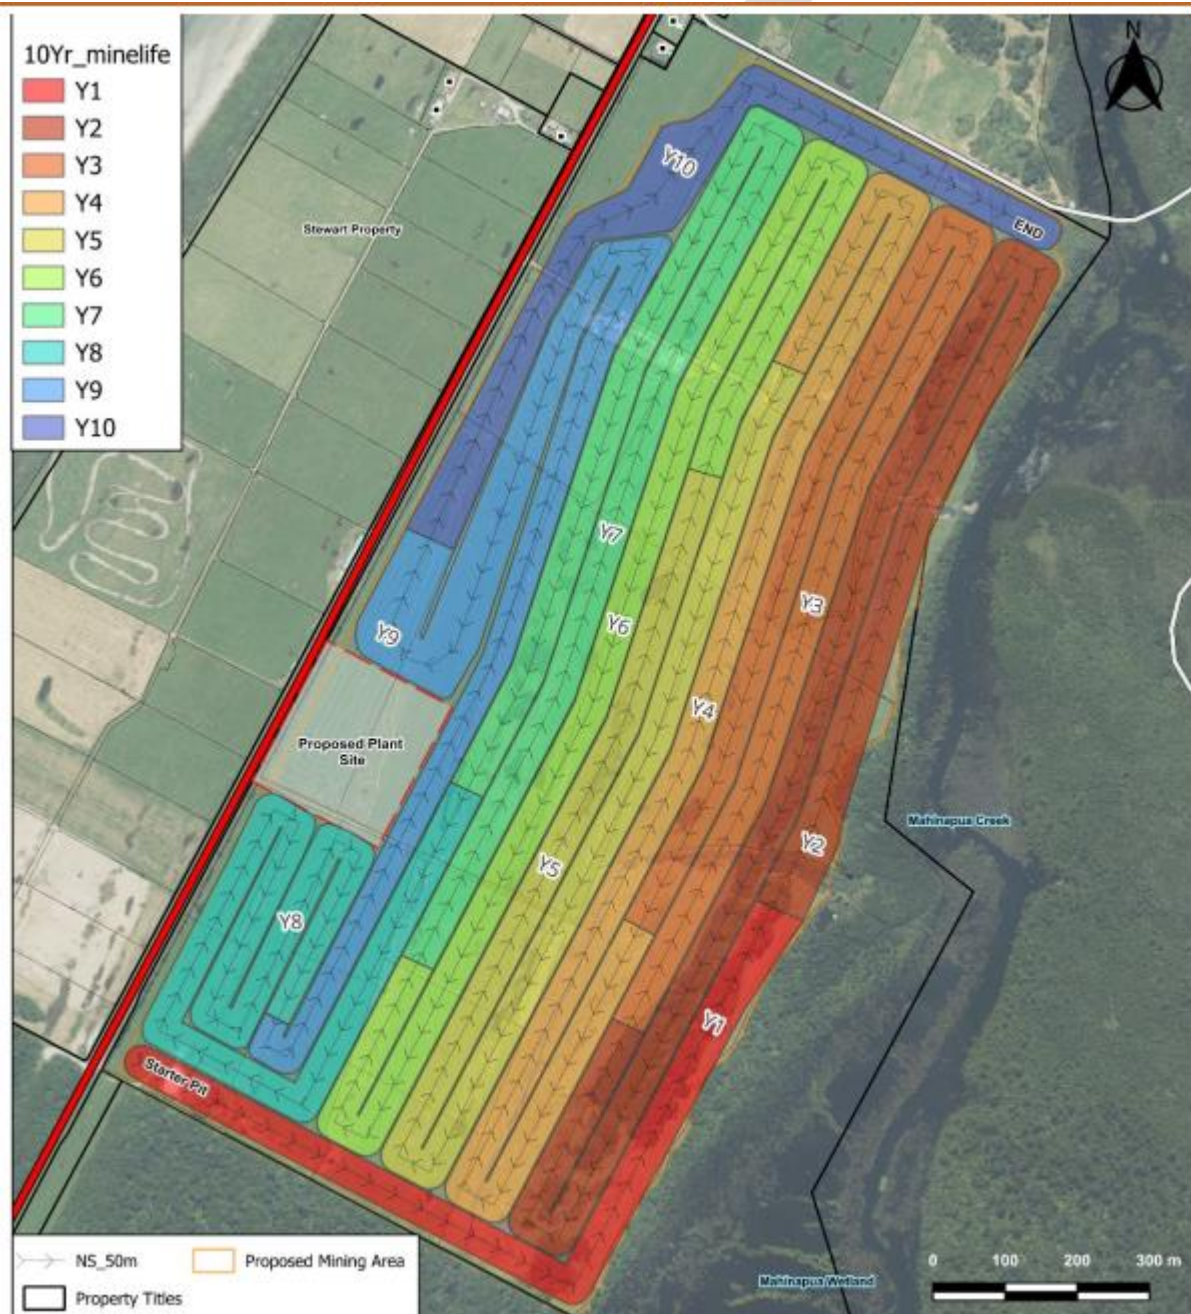 10Yr_minelife
Y1
Y2
Y3
Y4
Y5
Y6
Y7
Y8
Y9
Y10
N
Y10
END
Stewart Property
Y7
Y3
Y6
Y9
Y4
Proposed Plant
Site
Mahinapua Creek
Y2
Y5
Y8
Y1
Starter Pit
NS_50m
Proposed Mining Area
Property Titles
0 100 200 300 m
Mahinapua Wetland